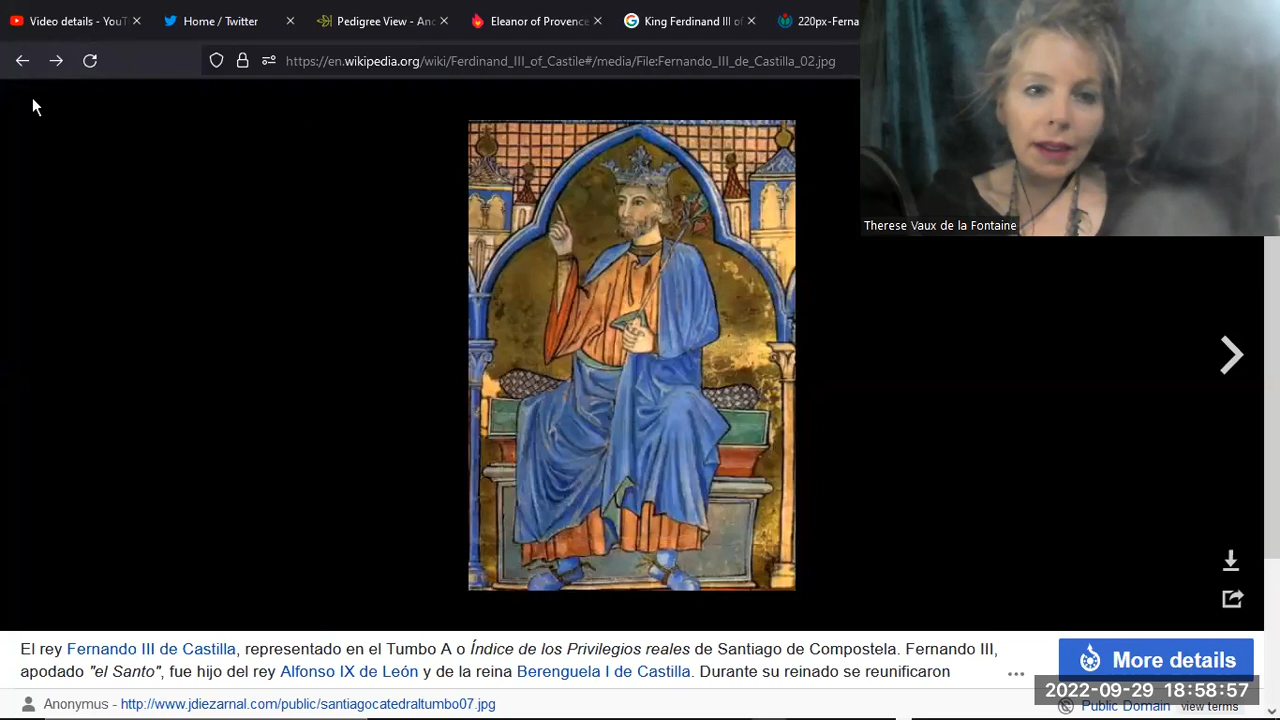 Video details - YouT
Home / Twitter
Pedigree View - Anc
Eleanor of Provence
King Ferdinand III of
220px-Ferna
https://en.wikipedia.org/wiki/Ferdinand_III_of_Castile#/media/File:Fernando_III_de_Castilla_02.jpg
Therese Vaux de la Fontaine
El rey Fernando III de Castilla, representado en el Tumbo A o Índice de los Privilegios reales de Santiago de Compostela. Fernando III,
apodado "el Santo", fue hijo del rey Alfonso IX de León y de la reina Berenguela I de Castilla. Durante su reinado se reunificaron
...
More details
2022-09-29 18:58:57
Anonymous - http://www.jdiezarnal.com/public/santiagocatedraltumbo07.jpg
Public Domain view terms